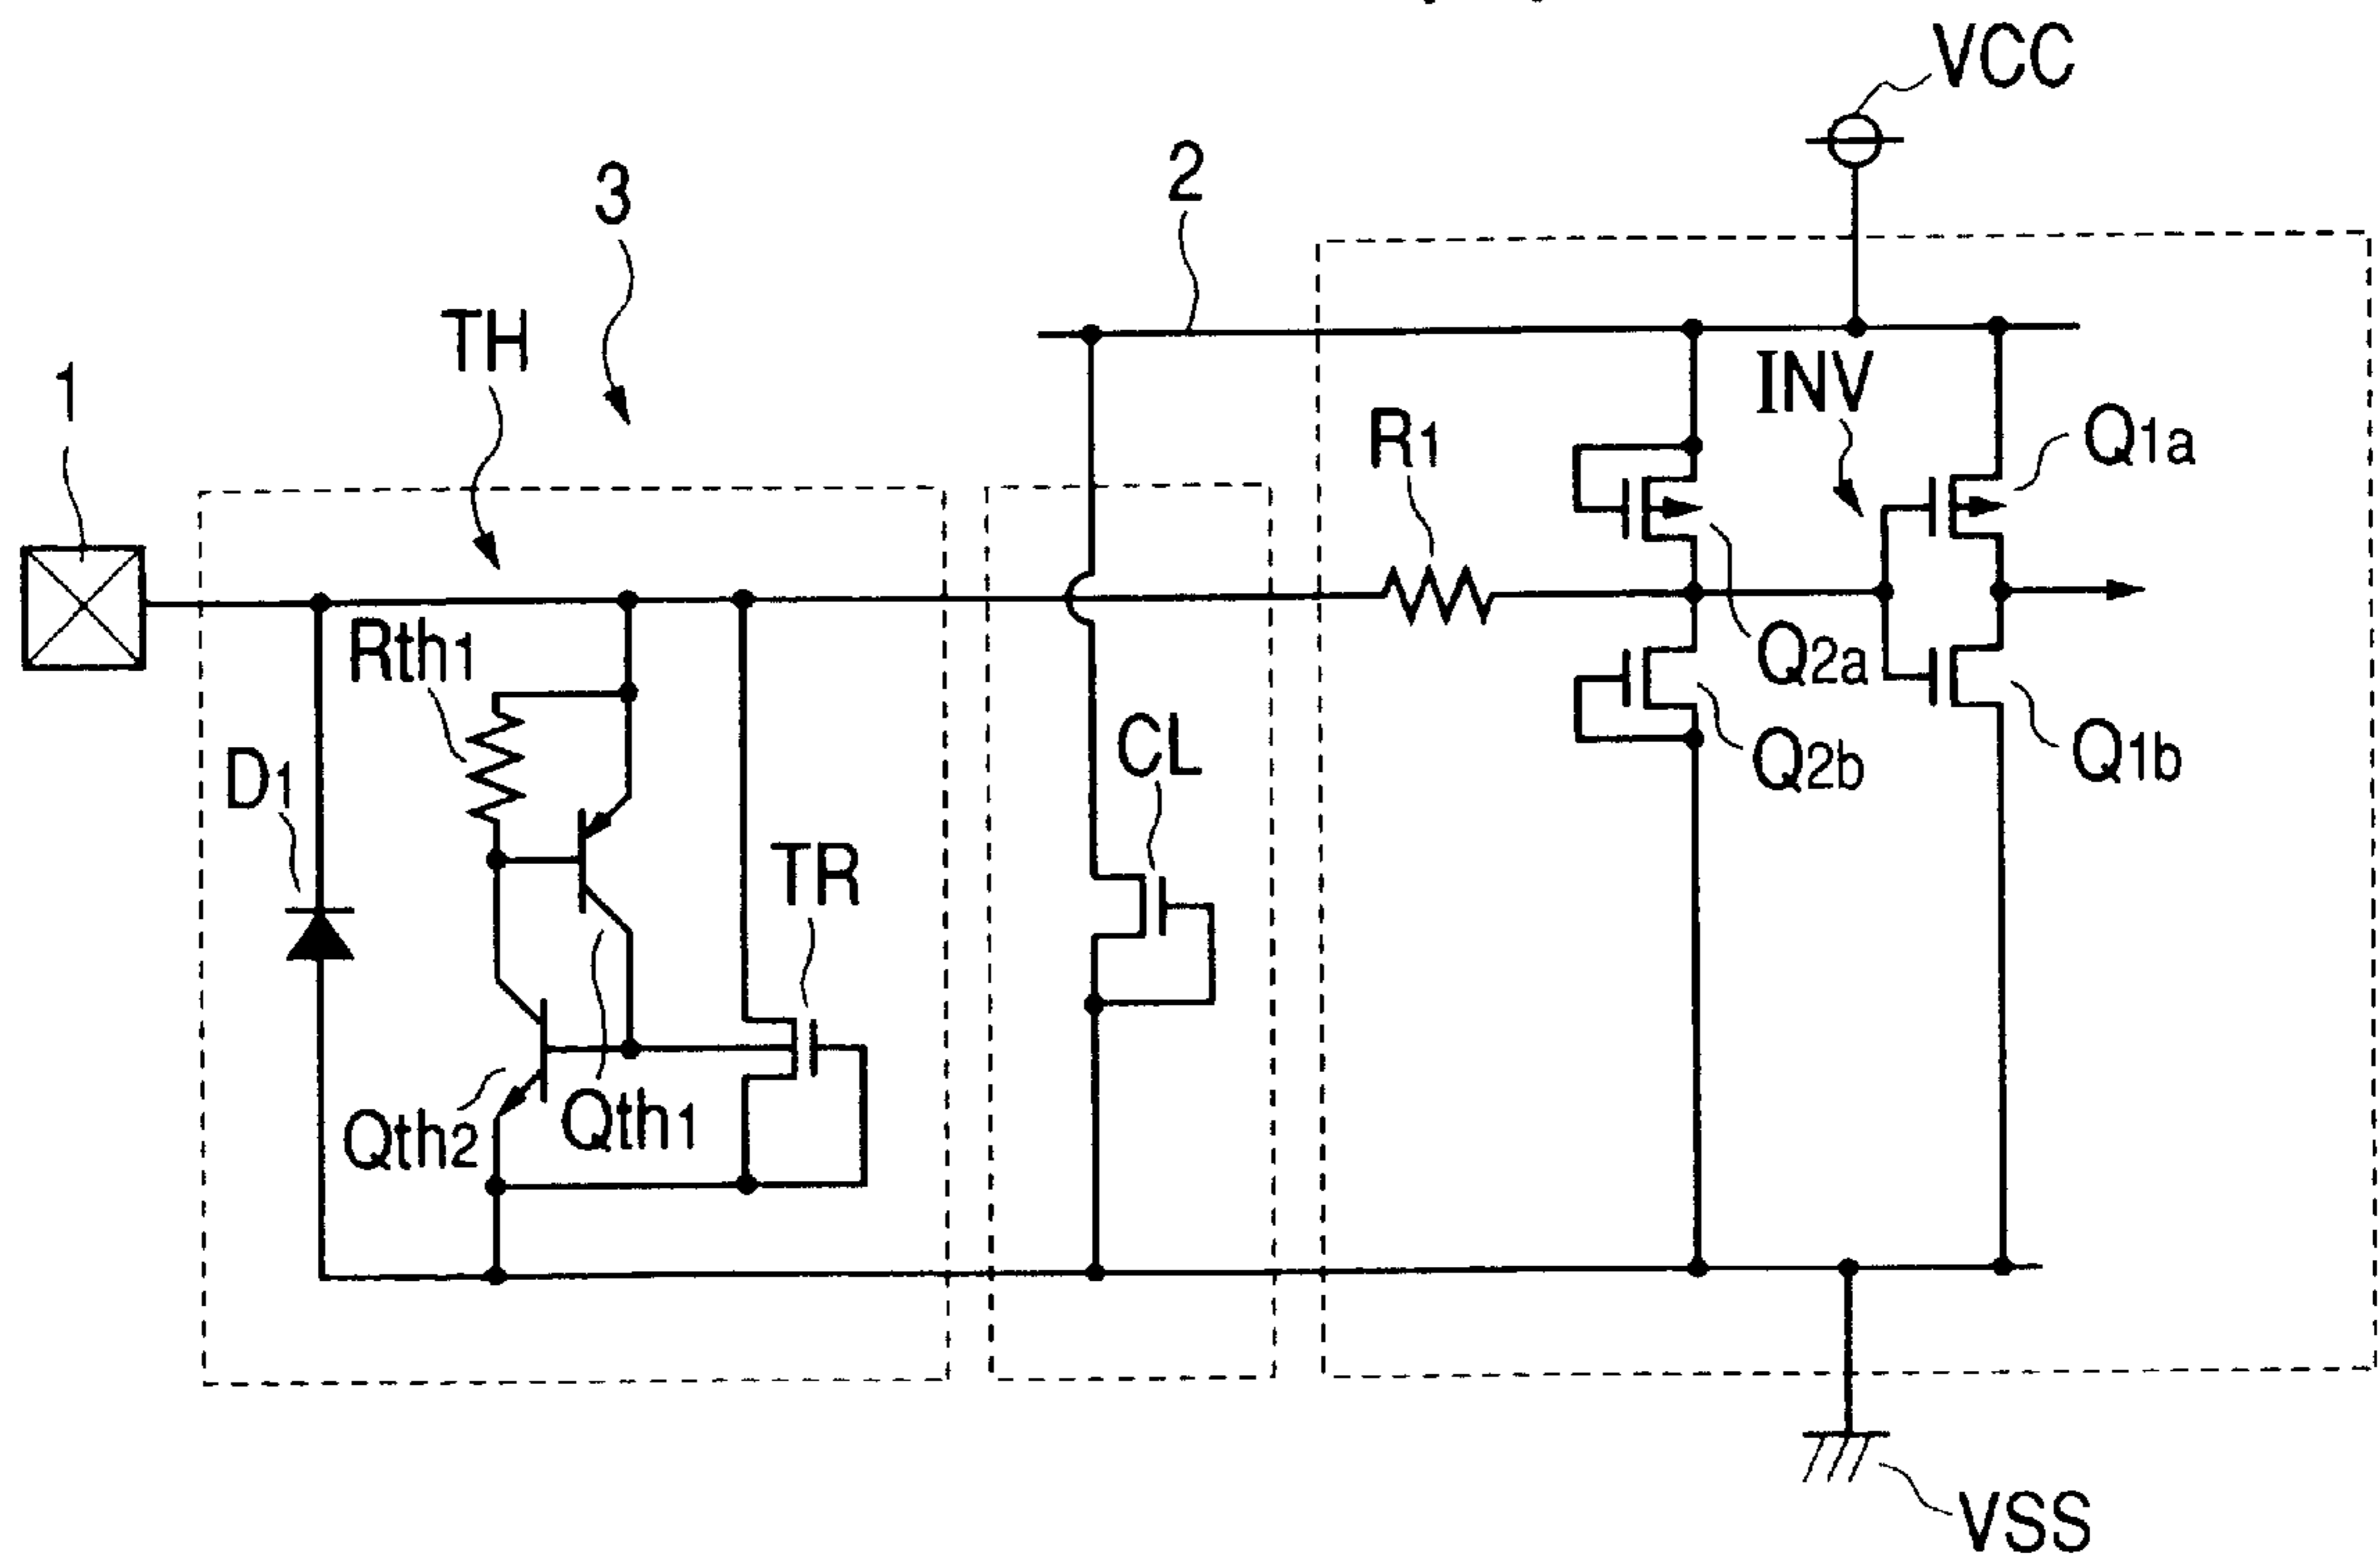 VCC
2
3
TH
1
INV
R1
Q1a
Rth1
Q2a
D1
CL
Q2b
Q1b
TR
Qth2
Qth1
VSS